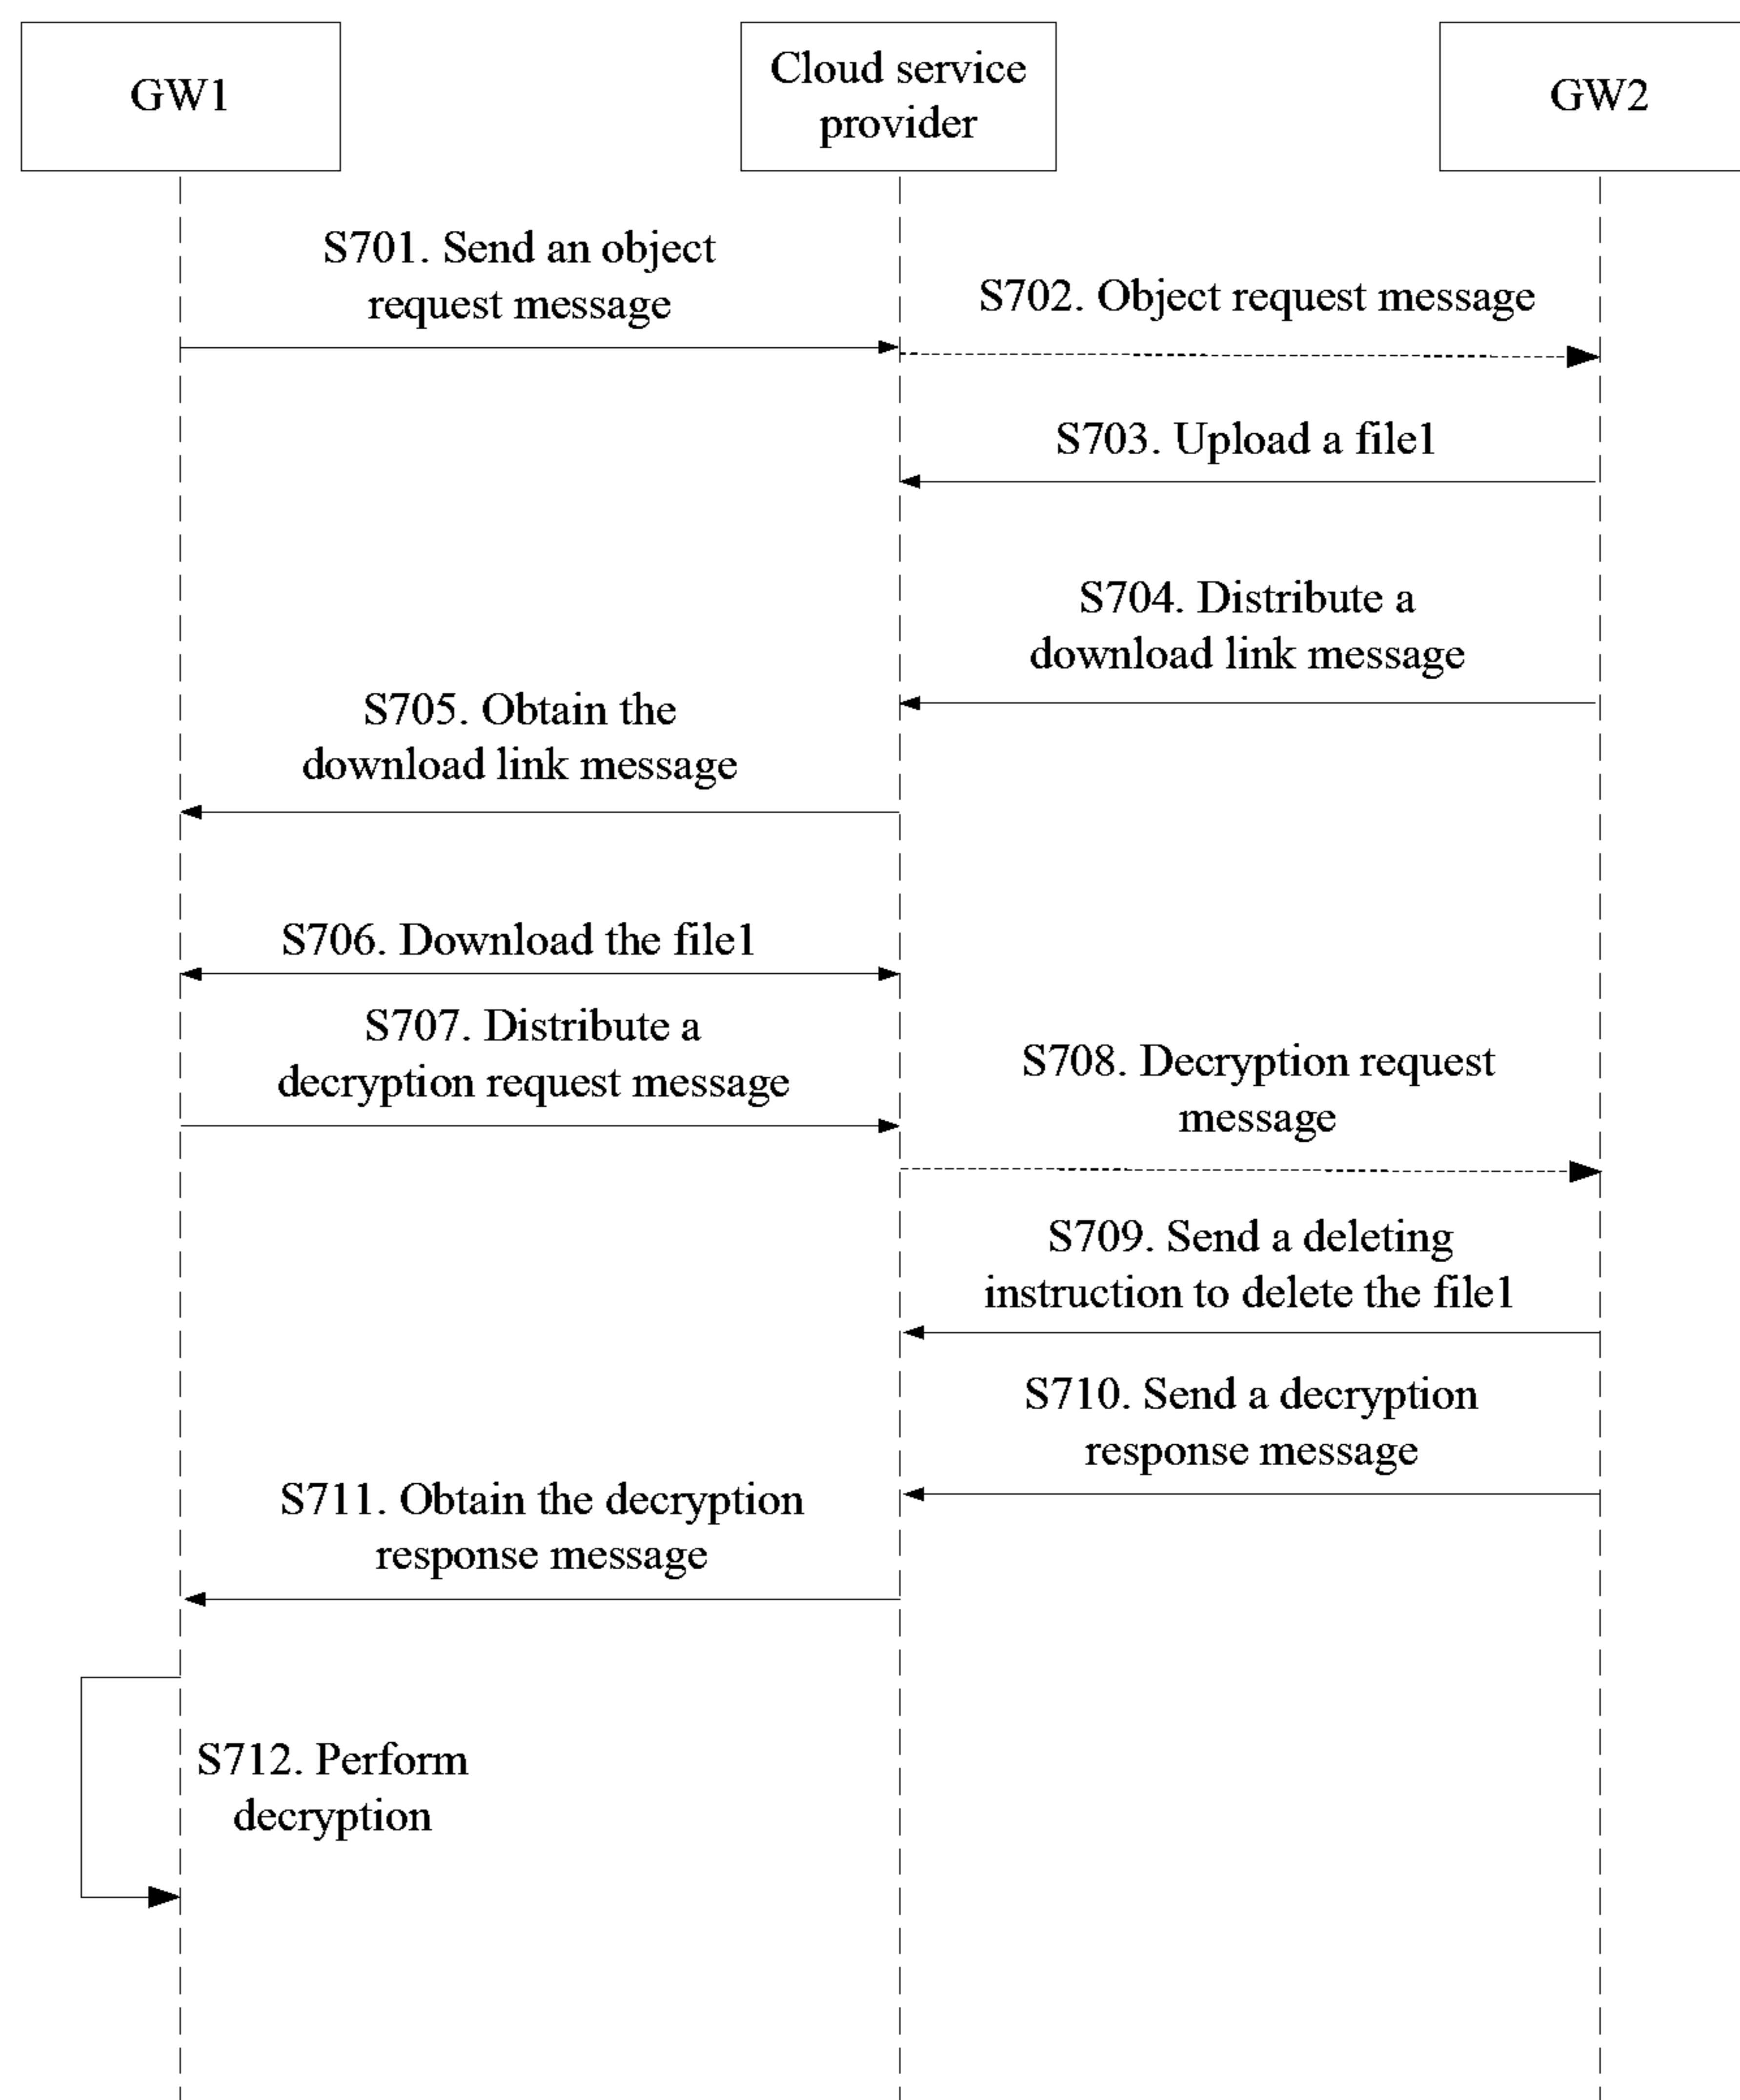 GW1
Cloud service
provider
GW2
S701. Send an object
request message
S702. Object request message
S703. Upload a file1
S704. Distribute a
download link message
S705. Obtain the
download link message
S706. Download the file1
S707. Distribute a
decryption request message
S708. Decryption request
message
S709. Send a deleting
instruction to delete the file1
S710. Send a decryption
response message
S711. Obtain the decryption
response message
S712. Perform
decryption